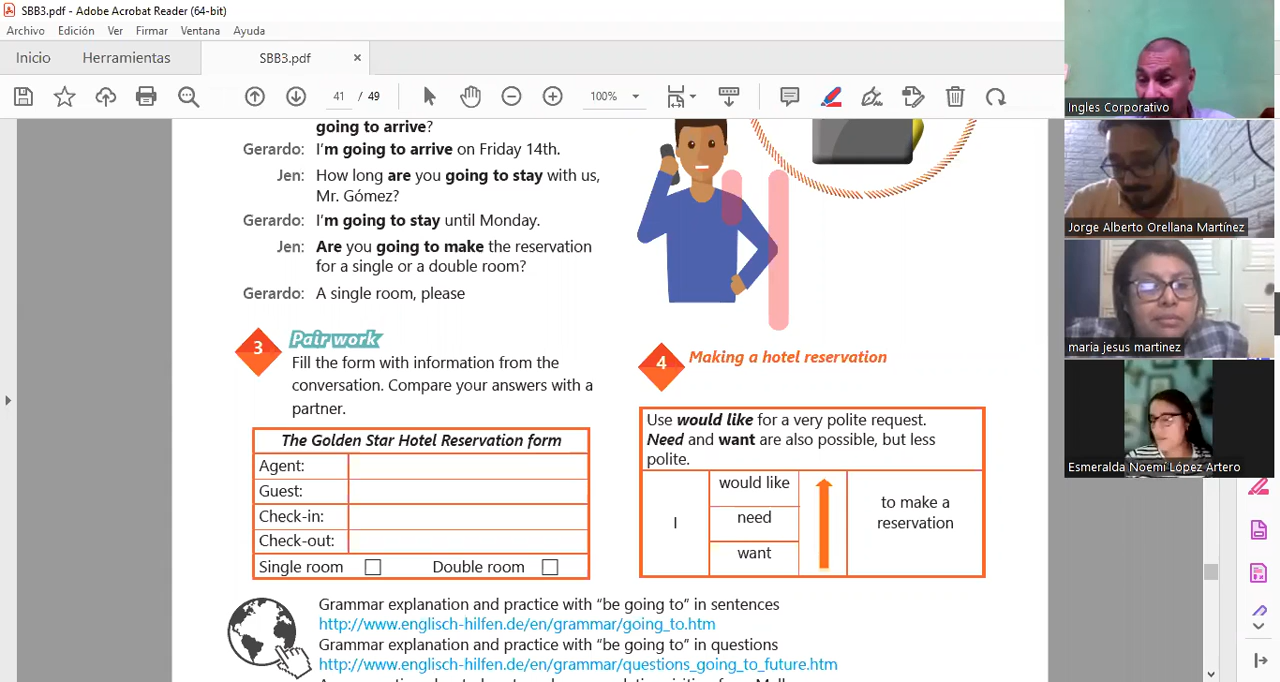 SBB3.pdf - Adobe Acrobat Reader (64-bit)
Archivo Edición Ver Firmar Ventana Ayuda
Inicio Herramientas SBB3.pdf ×
41 / 49 100%
going to arrive?
Gerardo: I'm going to arrive on Friday 14th.
Jen: How long are you going to stay with us,
Mr. Gómez?
Gerardo: I'm going to stay until Monday.
Jen: Are you going to make the reservation
for a single or a double room?
Gerardo: A single room, please
3 Pair work
Fill the form with information from the
conversation. Compare your answers with a
partner.
The Golden Star Hotel Reservation form
Agent:
Guest:
Check-in:
Check-out:
Single room Double room
4 Making a hotel reservation
Use would like for a very polite request.
Need and want are also possible, but less
polite.
I
would like
need
want
to make a
reservation
Grammar explanation and practice with “be going to” in sentences
http://www.englisch-hilfen.de/en/grammar/going_to.htm
Grammar explanation and practice with “be going to” in questions
http://www.englisch-hilfen.de/en/grammar/questions_going_to_future.htm
Ingles Corporativo
Jorge Alberto Orellana Martínez
maria jesus martinez
Esmeralda Noemi López Artero